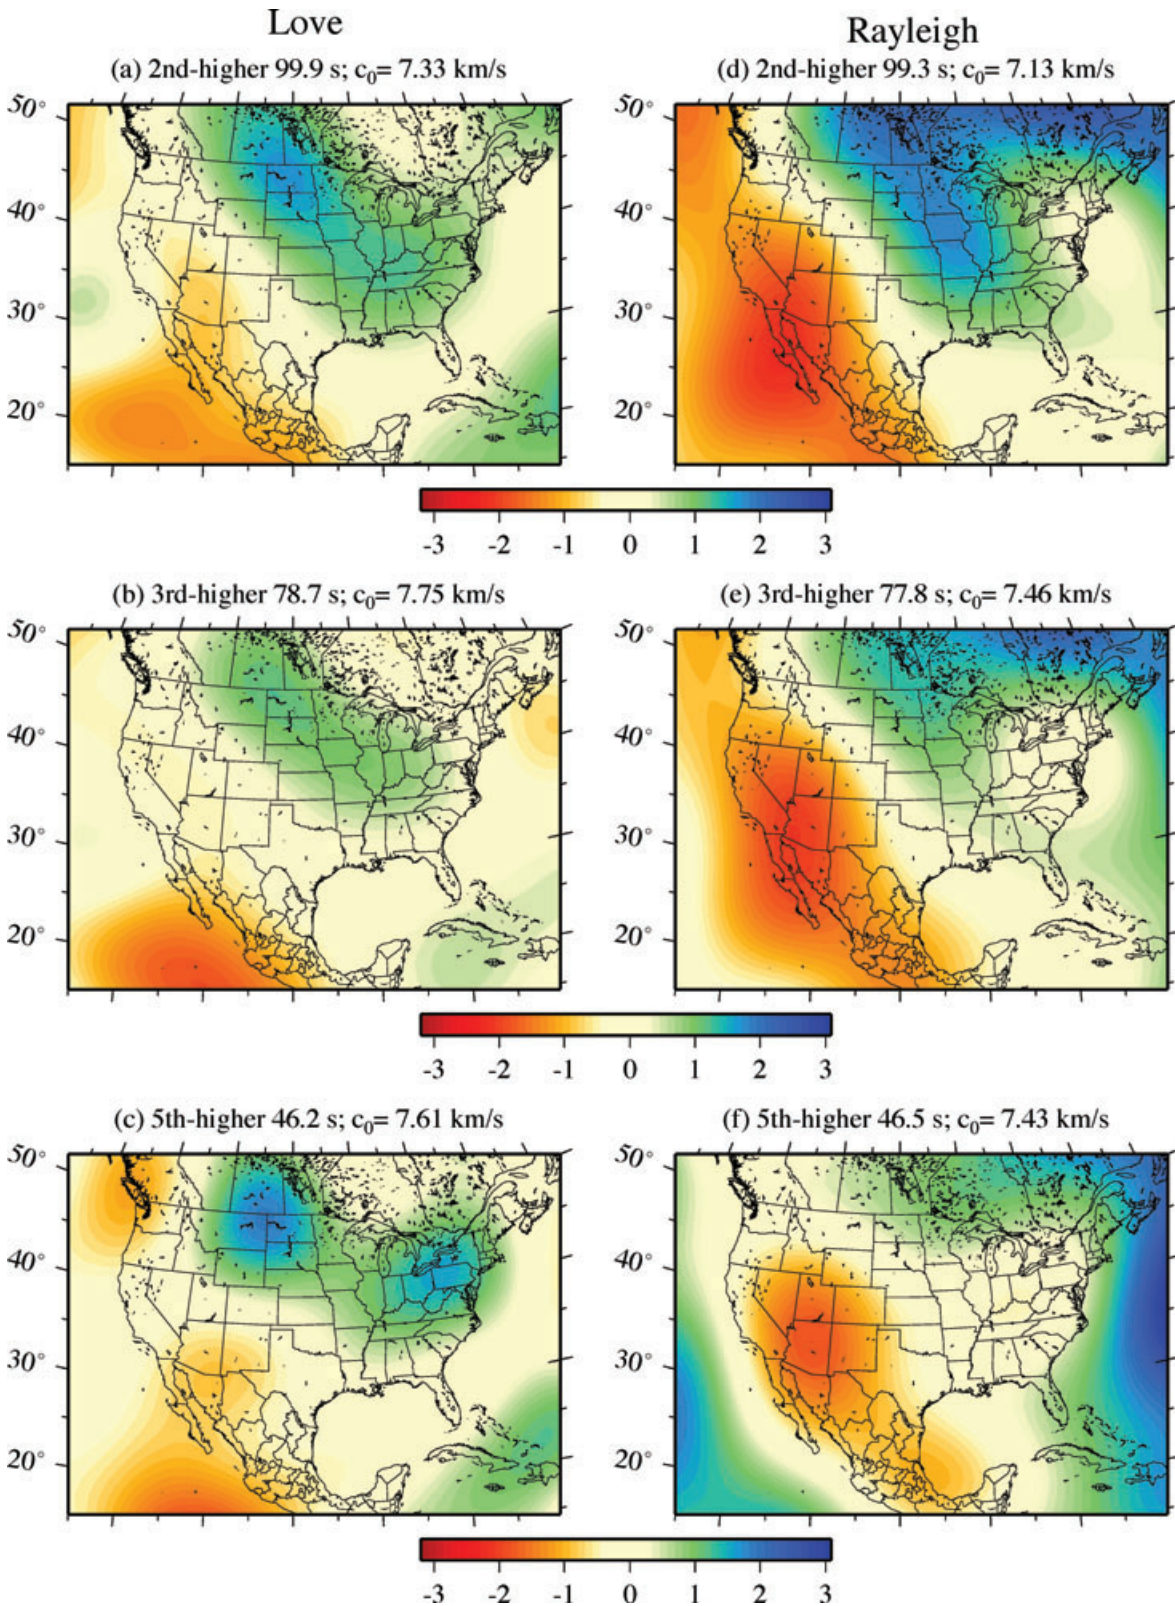 Love
Rayleigh
(a) 2nd-higher 99.9 s; c₀= 7.33 km/s
(d) 2nd-higher 99.3 s; c₀= 7.13 km/s
50°
40°
30°
20°
50°
40°
30°
20°
-3 -2 -1 0 1 2 3
(b) 3rd-higher 78.7 s; c₀= 7.75 km/s
(e) 3rd-higher 77.8 s; c₀= 7.46 km/s
50°
40°
30°
20°
50°
40°
30°
20°
-3 -2 -1 0 1 2 3
(c) 5th-higher 46.2 s; c₀= 7.61 km/s
(f) 5th-higher 46.5 s; c₀= 7.43 km/s
50°
40°
30°
20°
50°
40°
30°
20°
-3 -2 -1 0 1 2 3